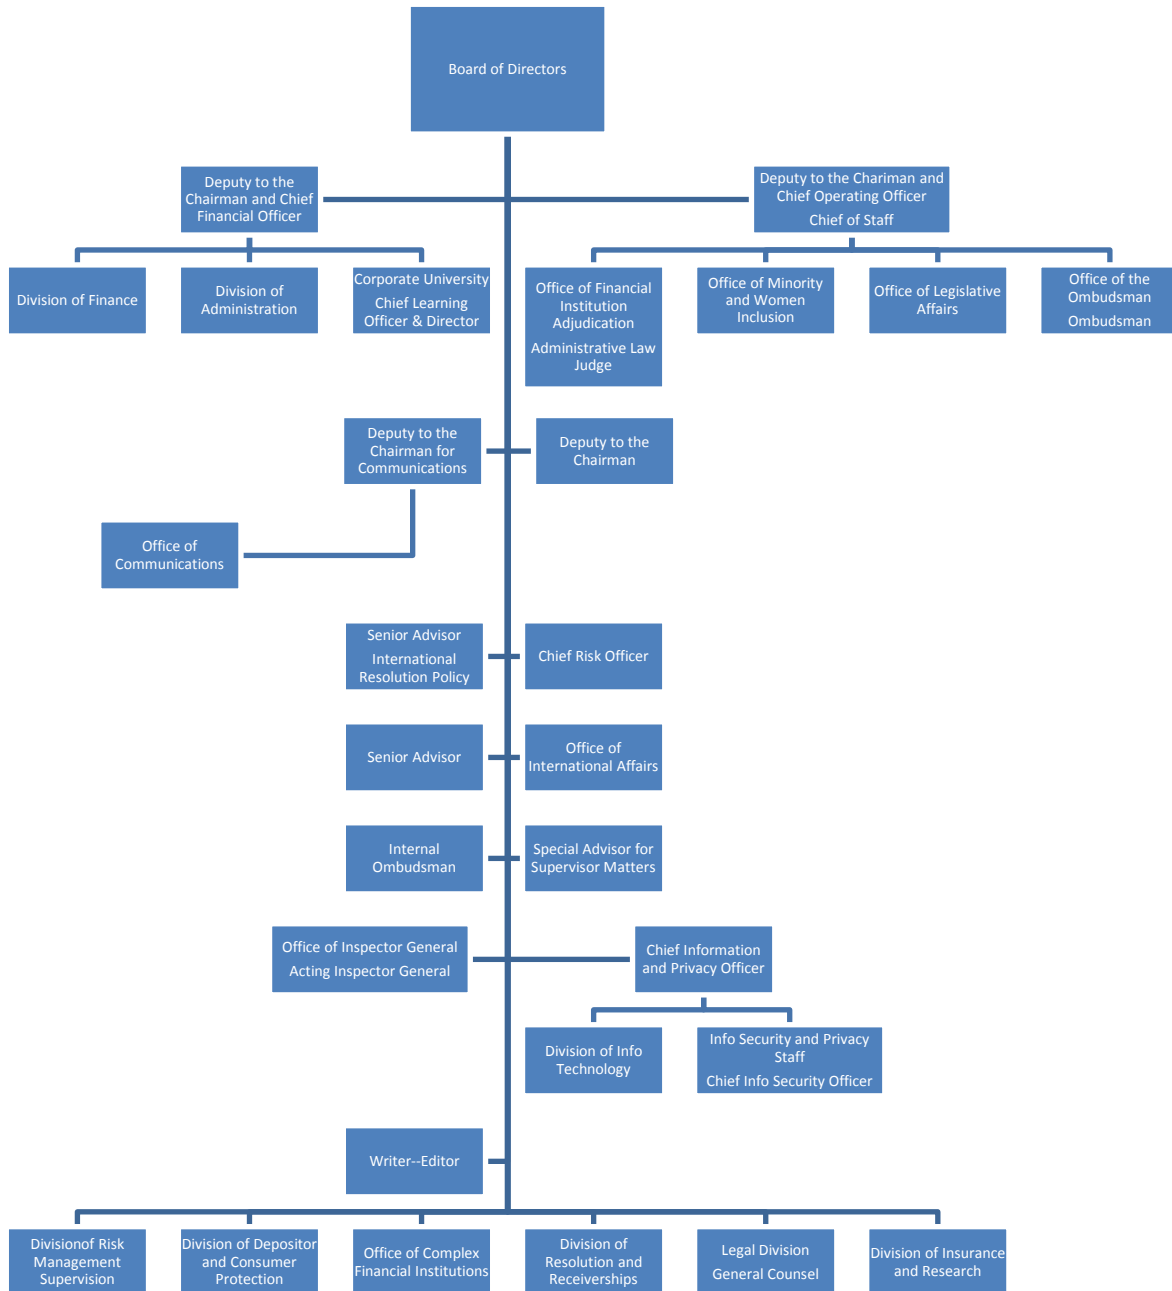 Board of Directors
Deputy to the
Chairman and Chief
Financial Officer
Deputy to the Chariman and
Chief Operating Officer
Chief of Staff
Division of Finance
Division of
Administration
Corporate University
Chief Learning
Officer & Director
Office of Financial
Institution
Adjudication
Administrative Law
Judge
Office of Minority
and Women
Inclusion
Office of Legislative
Affairs
Office of the
Ombudsman
Ombudsman
Deputy to the
Chairman for
Communications
Deputy to the
Chairman
Office of
Communications
Senior Advisor
International
Resolution Policy
Chief Risk Officer
Senior Advisor
Office of
International Affairs
Internal
Ombudsman
Special Advisor for
Supervisor Matters
Office of Inspector General
Acting Inspector General
Chief Information
and Privacy Officer
Division of Info
Technology
Info Security and Privacy
Staff
Chief Info Security Officer
Writer--Editor
Divisionof Risk
Management
Supervision
Division of Depositor
and Consumer
Protection
Office of Complex
Financial Institutions
Division of
Resolution and
Receiverships
Legal Division
General Counsel
Division of Insurance
and Research